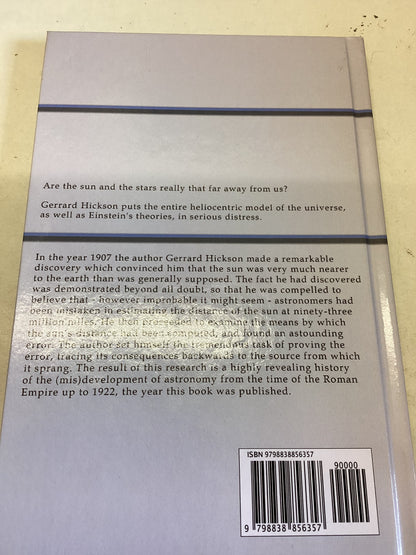 Are the sun and the stars really that far away from us?
Gerrard Hickson puts the entire heliocentric model of the universe,
as well as Einstein's theories, in serious distress.
In the year 1907 the author Gerrard Hickson made a remarkable
discovery which convinced him that the sun was very much nearer
to the earth than was generally supposed. The fact he had discovered
was demonstrated beyond all doubt, so that he was compelled to
believe that - however improbable it might seem - astronomers had
been mistaken in estimating the distance of the sun at ninety-three
million miles. He then proceeded to examine the means by which
the sun's distance had been computed, and found an astounding
error. The author set himself the tremendous task of proving the
error, tracing its consequences backwards to the source from which
it sprang. The result of this research is a highly revealing history
of the (mis)development of astronomy from the time of the Roman
Empire up to 1922, the year this book was published.
ISBN 9798838856357
90000
9 798838 856357